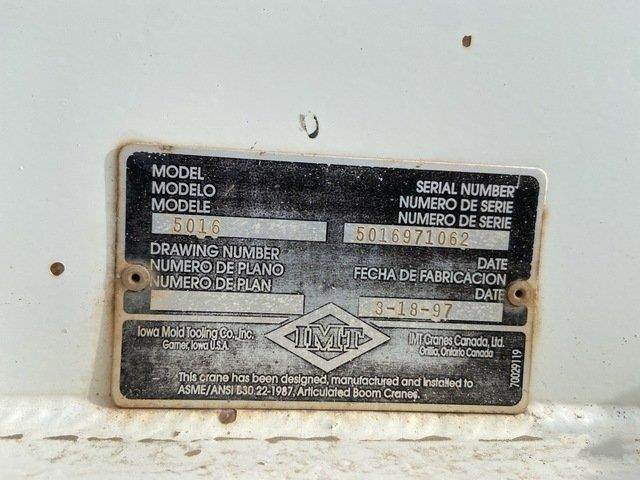 MODEL
MODELO
MODELE
5016
SERIAL NUMBER
NUMERO DE SERIE
NUMERO DE SERIE
5016971062
DRAWING NUMBER
NUMERO DE PLANO
NUMERO DE PLAN
DATE
FECHA DE FABRICACION
DATE
3-18-97
Iowa Mold Tooling Co., Inc.
Garner, Iowa U.S.A.
IMT
IMT Cranes Canada, Ltd.
Ontario Canada
70029119
This crane has been designed, manufactured and installed to
ASME/ANSI B30.22-1987, Articulated Boom Cranes.